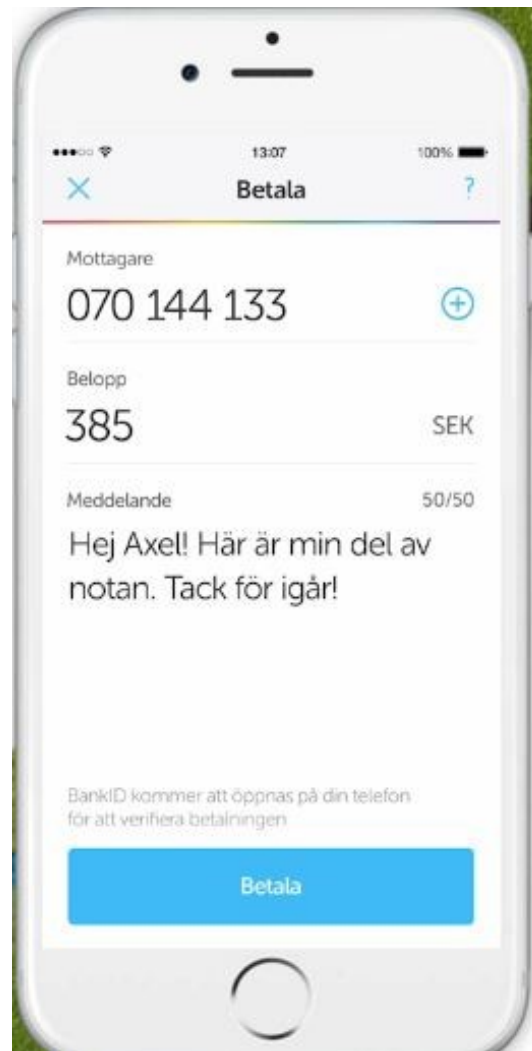 13:07
100%
Betala
?
Mottagare
070 144 133
Belopp
385
SEK
Meddelande
50/50
Hej Axel! Här är min del av
notan. Tack för igår!
BankID kommer att öppnas på din telefon
för att verifiera betalningen
Betala